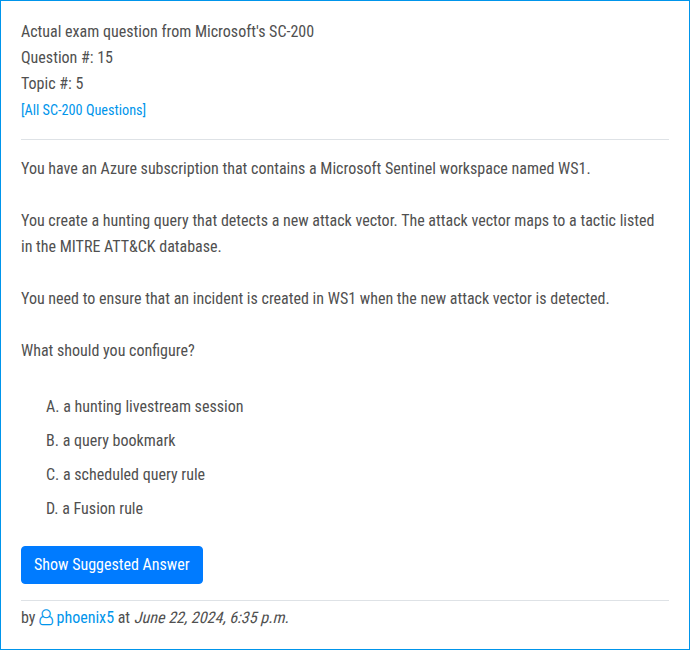 Actual exam question from Microsoft's SC-200
Question #: 15
Topic #: 5
[All SC-200 Questions]
You have an Azure subscription that contains a Microsoft Sentinel workspace named WS1.
You create a hunting query that detects a new attack vector. The attack vector maps to a tactic listed
in the MITRE ATT&CK database.
You need to ensure that an incident is created in WS1 when the new attack vector is detected.
What should you configure?
A. a hunting livestream session
B. a query bookmark
C. a scheduled query rule
D. a Fusion rule
Show Suggested Answer
by phoenix5 at June 22, 2024, 6:35 p.m.